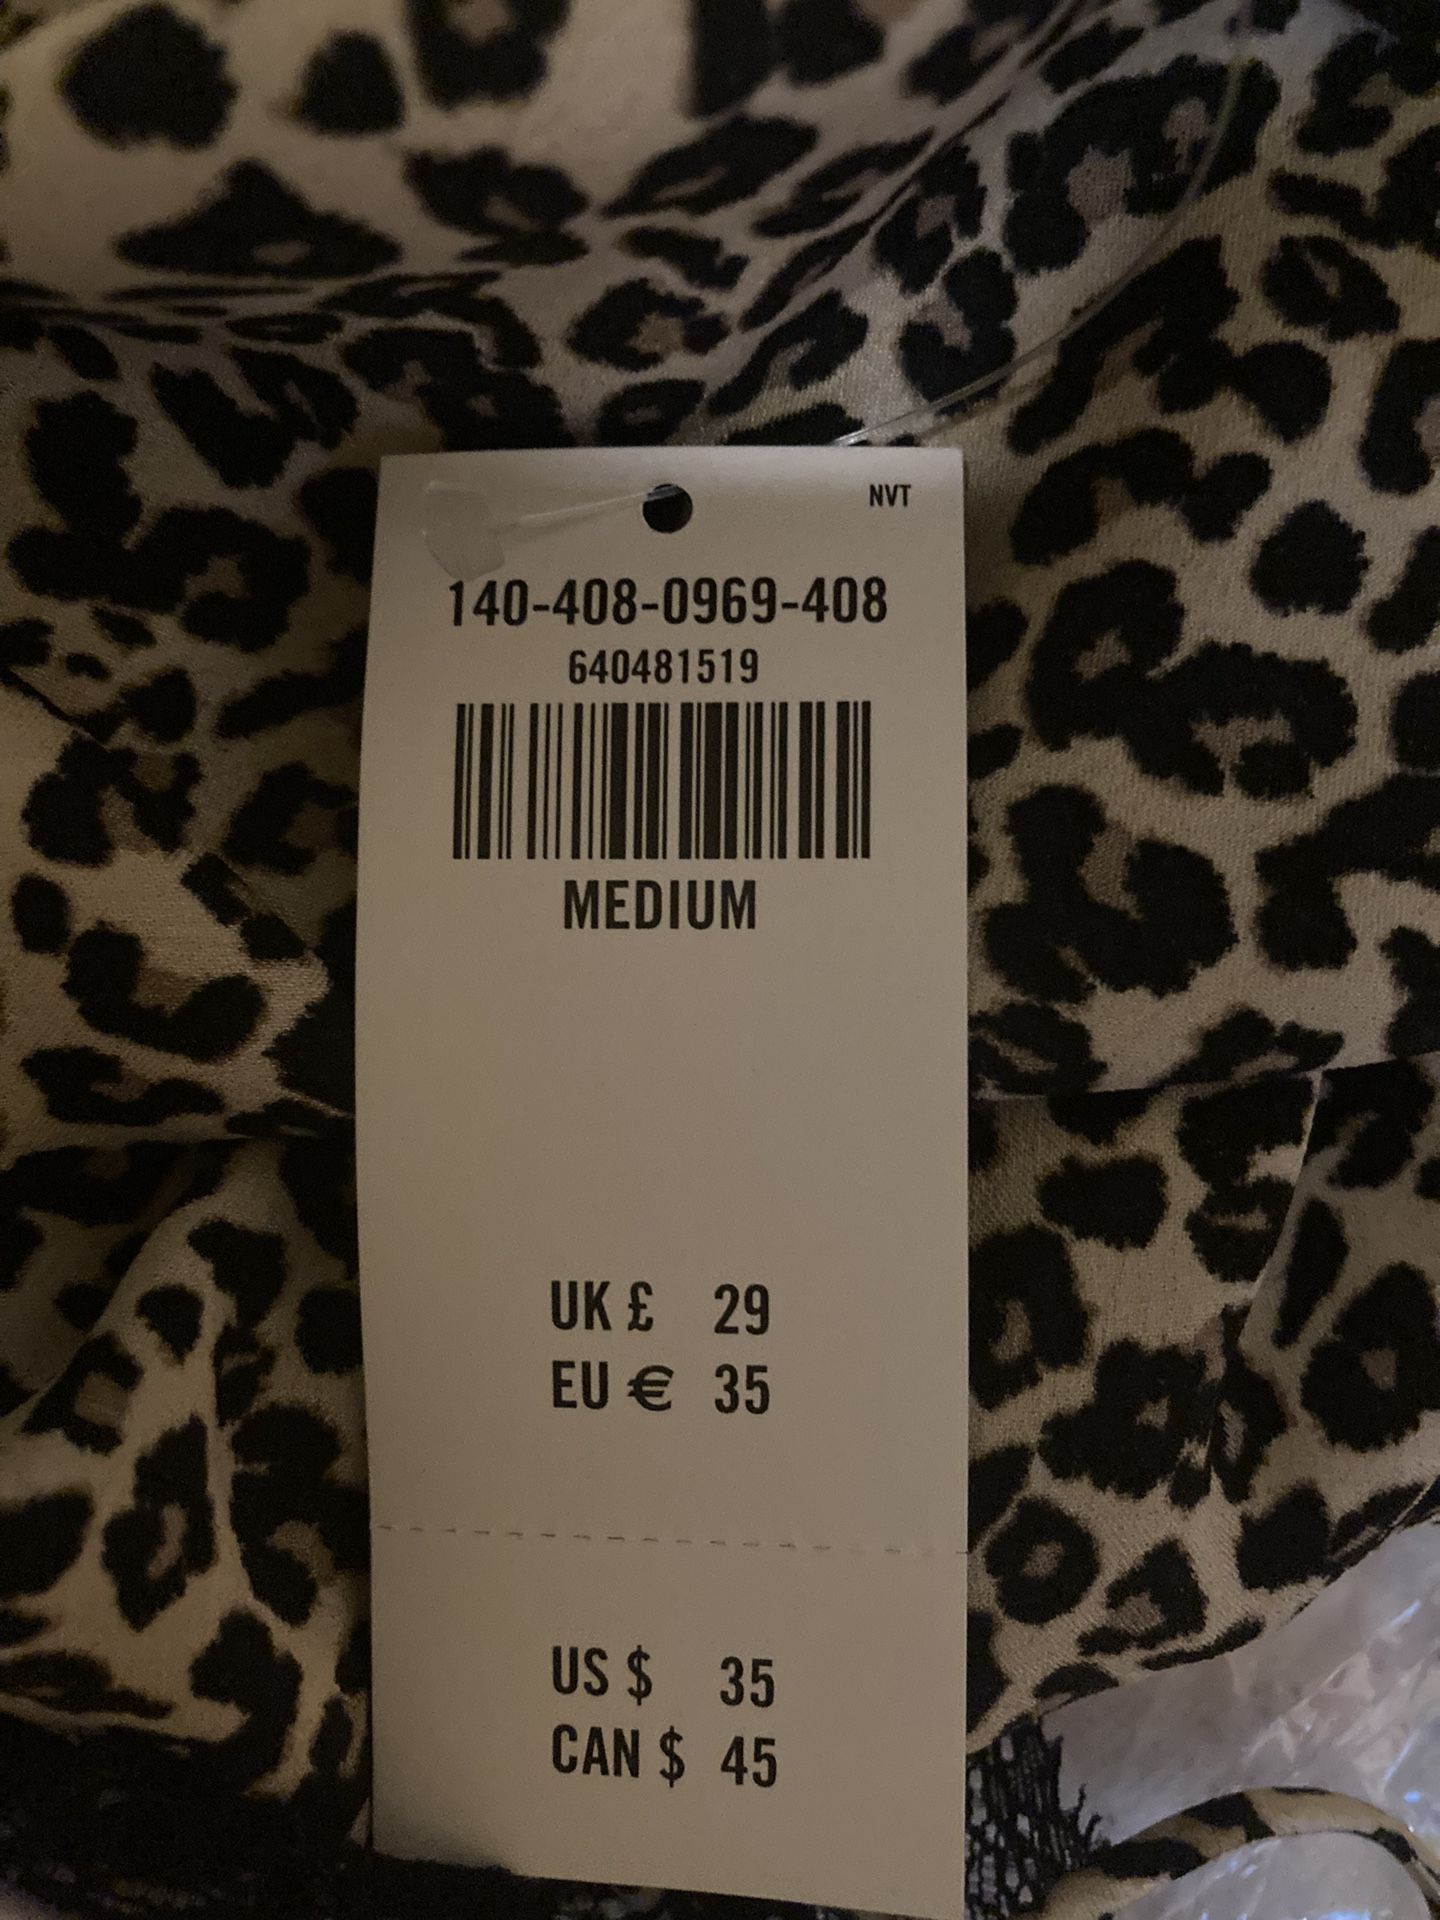 NVT
140-408-0969-408
640481519
MEDIUM
UK £ 29
EU € 35
US $ 35
CAN $ 45